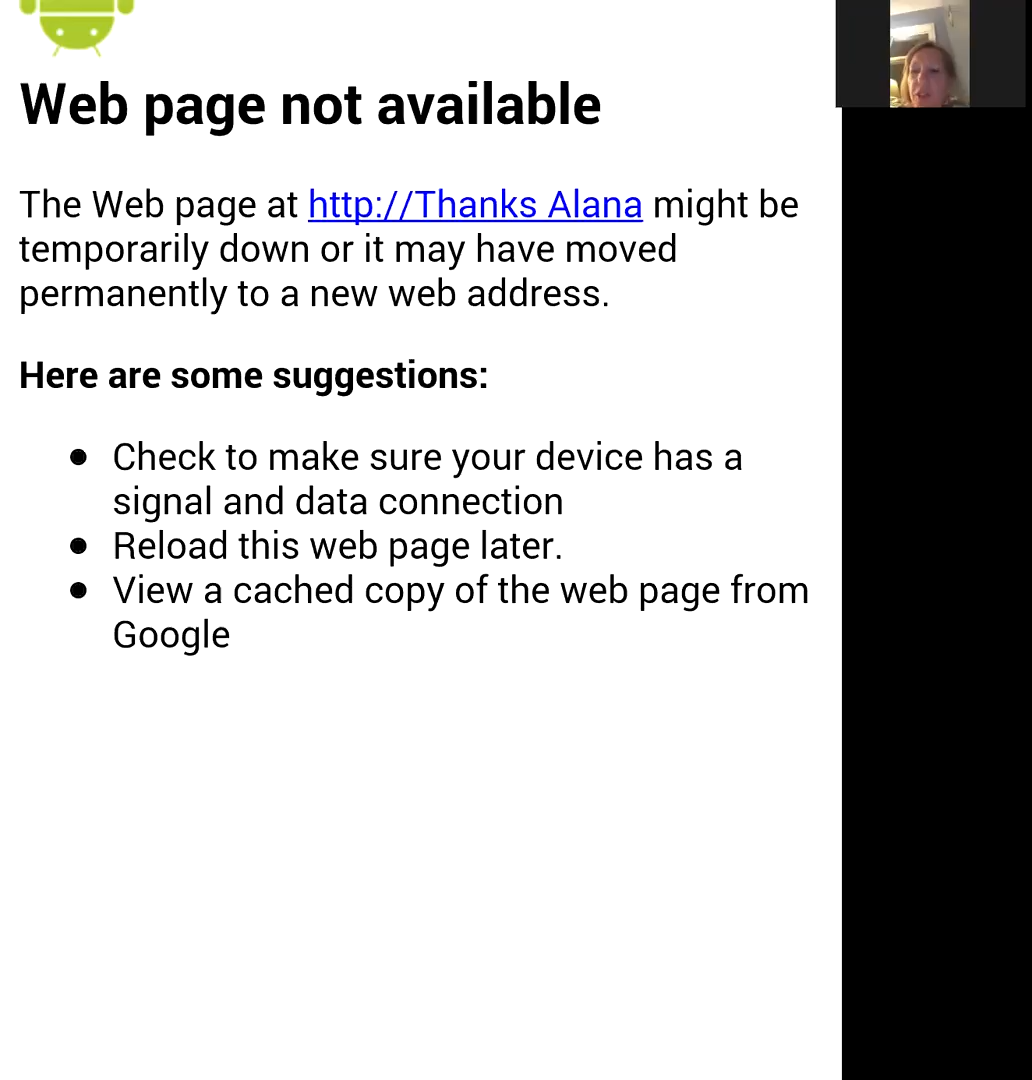 Web page not available
The Web page at http://Thanks Alana might be
temporarily down or it may have moved
permanently to a new web address.
Here are some suggestions:
Check to make sure your device has a
signal and data connection
Reload this web page later.
View a cached copy of the web page from
Google